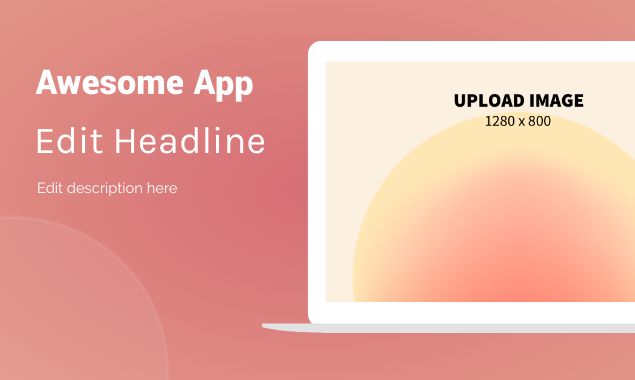 Awesome App
Edit Headline
Edit description here
UPLOAD IMAGE
1280 x 800